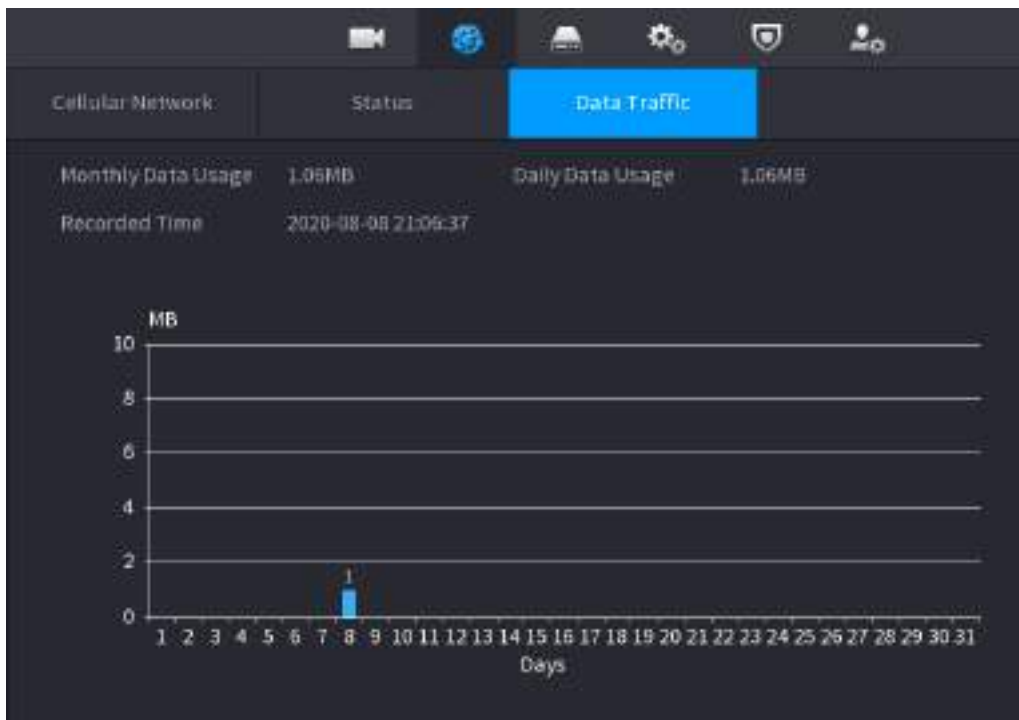 Cellular Network Status Data Traffic
Monthly Data Usage 1.06MB Daily Data Usage 1.06MB
Recorded Time 2020-08-08 21:06:37
MB
10
8
6
4
2
1
0
1 2 3 4 5 6 7 8 9 10 11 12 13 14 15 16 17 18 19 20 21 22 23 24 25 26 27 28 29 30 31
Days